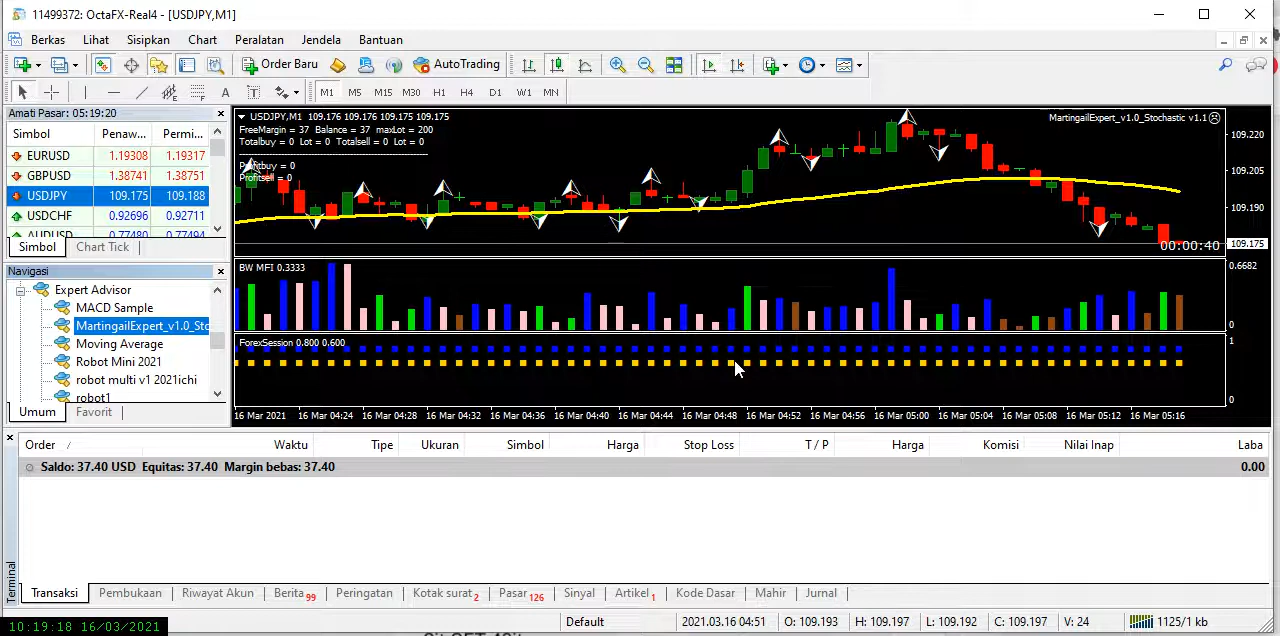 11499372: OctaFX-Real4 - [USDJPY,M1]
Berkas Lihat Sisipkan Chart Peralatan Jendela Bantuan
Order Baru AutoTrading
A T M1 M5 M15 M30 H1 H4 D1 W1 MN
Amati Pasar: 05:19:20
Simbol Penaw... Permi...
EURUSD 1.19308 1.19317
GBPUSD 1.38741 1.38751
USDJPY 109.175 109.188
USDCHF 0.92696 0.92711
AUDUSD 0.77480 0.77494
Simbol Chart Tick
Navigasi
Expert Advisor
MACD Sample
MartingailExpert_v1.0_Sto
Moving Average
Robot Mini 2021
robot multi v1 2021ichi
robot1
Umum Favorit
USDJPY,M1 109.176 109.176 109.175 109.175
FreeMargin = 37 Balance = 37 maxLot = 200
Totalbuy = 0 Lot = 0 Totalsell = 0 Lot = 0
Profitbuy = 0
Profitsell = 0
MartingailExpert_v1.0_Stochastic v1.1
109.220
109.205
109.190
109.175
00:00:40
BW MFI 0.3333
0.6682
0
ForexSession 0.800 0.600
1
0
16 Mar 2021 16 Mar 04:24 16 Mar 04:28 16 Mar 04:32 16 Mar 04:36 16 Mar 04:40 16 Mar 04:44 16 Mar 04:48 16 Mar 04:52 16 Mar 04:56 16 Mar 05:00 16 Mar 05:04 16 Mar 05:08 16 Mar 05:12 16 Mar 05:16
Order / Waktu Tipe Ukuran Simbol Harga Stop Loss T / P Harga Komisi Nilai Inap Laba
Saldo: 37.40 USD Equitas: 37.40 Margin bebas: 37.40 0.00
Terminal
Transaksi Pembukaan Riwayat Akun Berita 99 Peringatan Kotak surat 2 Pasar 126 Sinyal Artikel 1 Kode Dasar Mahir Jurnal
10:19:18 16/03/2021
Default 2021.03.16 04:51 O: 109.193 H: 109.197 L: 109.192 C: 109.197 V: 24 1125/1 kb